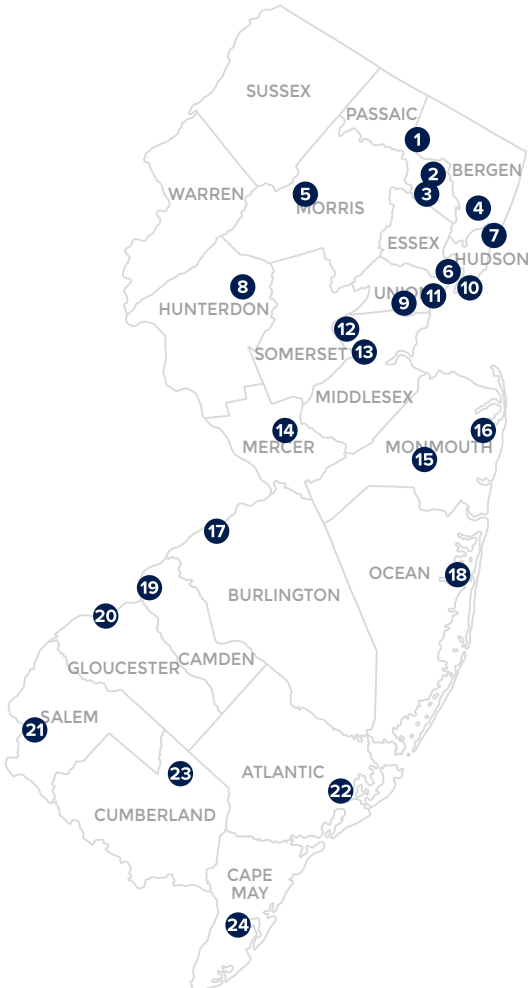 SUSSEX
PASSAIC
1
2
BERGEN
3
5
WARREN
MORRIS
4
7
ESSEX
HUDSON
6
8
10
UNION
11
9
HUNTERDON
12
SOMERSET
13
MIDDLESEX
14
16
MERCER
MONMOUTH
15
17
OCEAN
18
19
BURLINGTON
20
CAMDEN
GLOUCESTER
SALEM
21
23
ATLANTIC
22
CUMBERLAND
CAPE
MAY
24